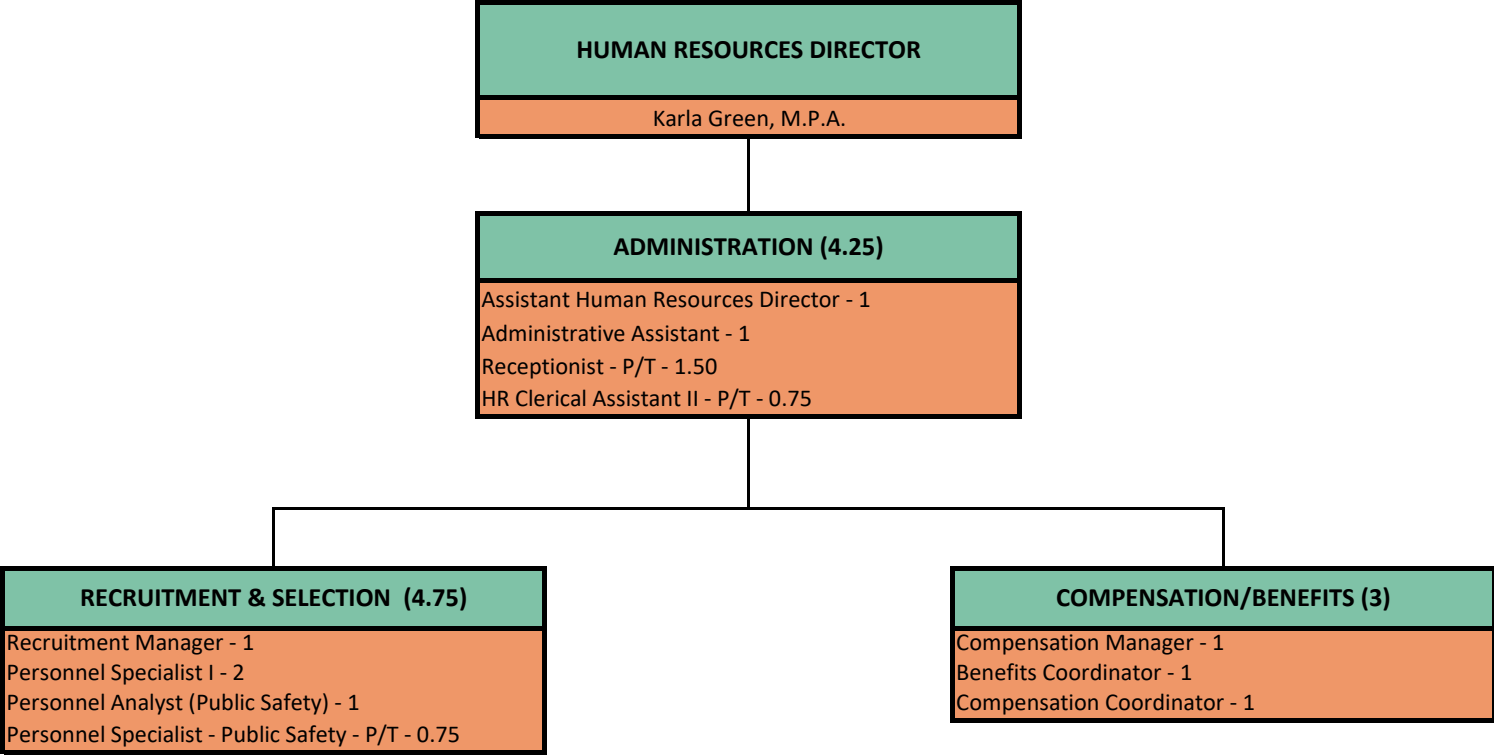 HUMAN RESOURCES DIRECTOR
Karla Green, M.P.A.
ADMINISTRATION (4.25)
Assistant Human Resources Director - 1
Administrative Assistant - 1
Receptionist - P/T - 1.50
HR Clerical Assistant II - P/T - 0.75
RECRUITMENT & SELECTION (4.75)
Recruitment Manager - 1
Personnel Specialist I - 2
Personnel Analyst (Public Safety) - 1
Personnel Specialist - Public Safety - P/T - 0.75
COMPENSATION/BENEFITS (3)
Compensation Manager - 1
Benefits Coordinator - 1
Compensation Coordinator - 1